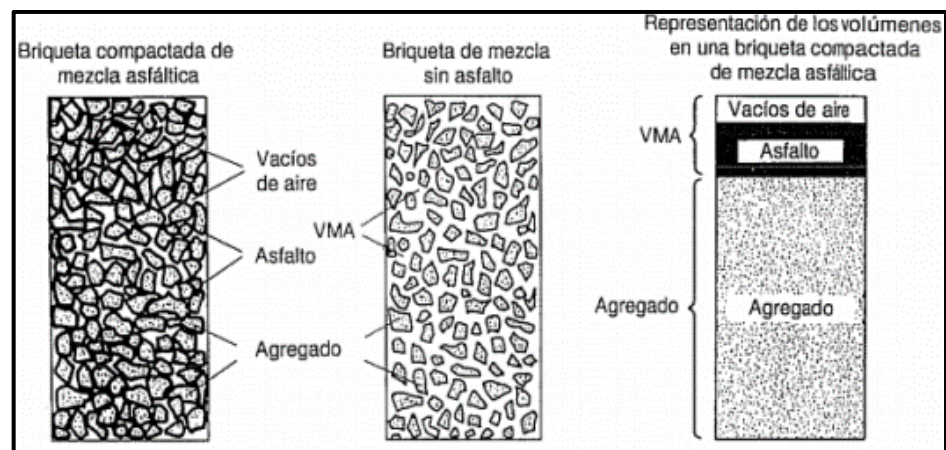 Briqueta compactada de
mezcla asfáltica
Vacíos
de aire
Asfalto
Agregado
Briqueta de mezcla
sin asfalto
VMA
Representación de los volúmenes
en una briqueta compactada
de mezcla asfáltica
VMA
Vacíos de aire
Asfalto
Agregado
Agregado